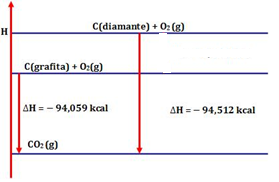 H
C(diamante) + O₂(g)
C(grafita) + O₂(g)
ΔH = − 94,059 kcal
ΔH = − 94,512 kcal
CO₂ (g)